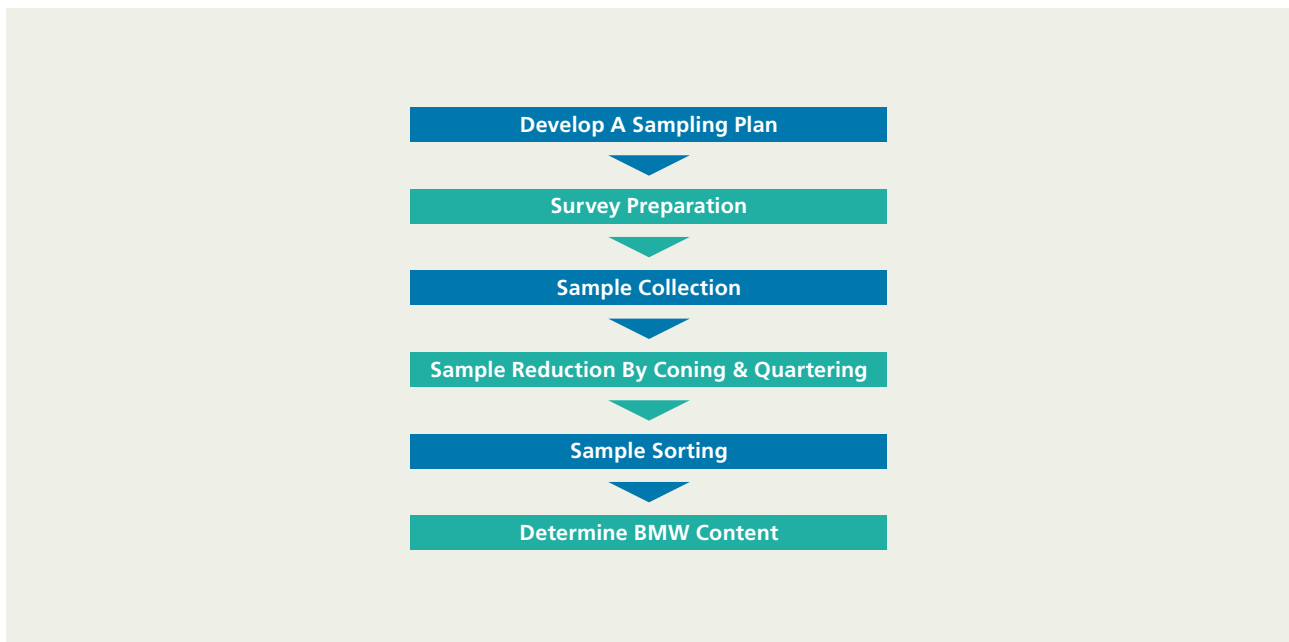 Develop A Sampling Plan
Survey Preparation
Sample Collection
Sample Reduction By Coning & Quartering
Sample Sorting
Determine BMW Content